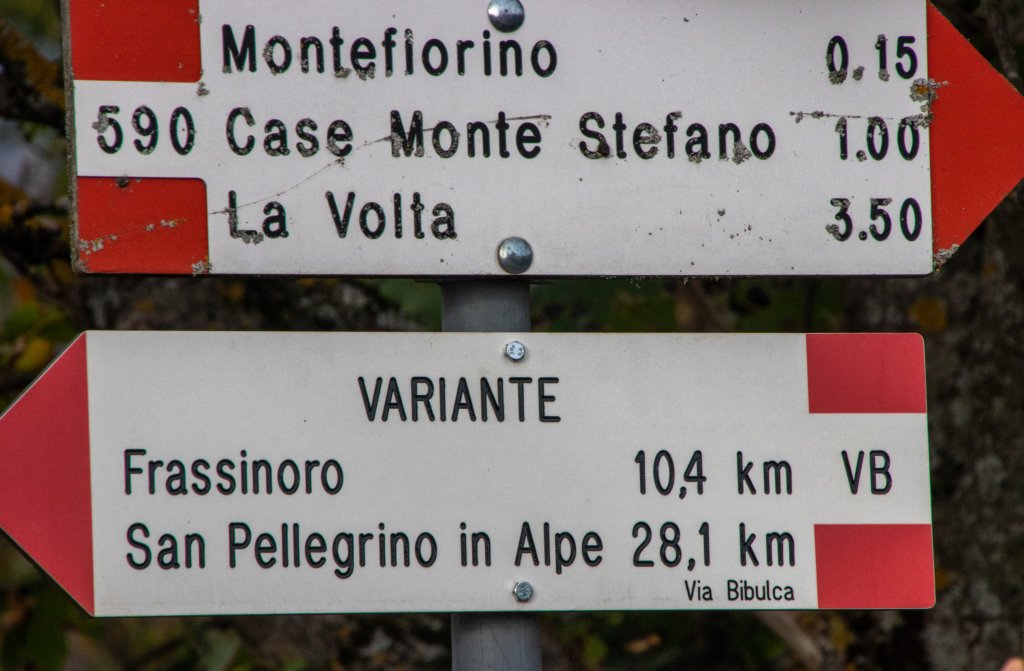 Montefiorino 0.15
590 Case Monte Stefano 1.00
La Volta 3.50
VARIANTE
Frassinoro 10,4 km VB
San Pellegrino in Alpe 28,1 km
Via Bibulca